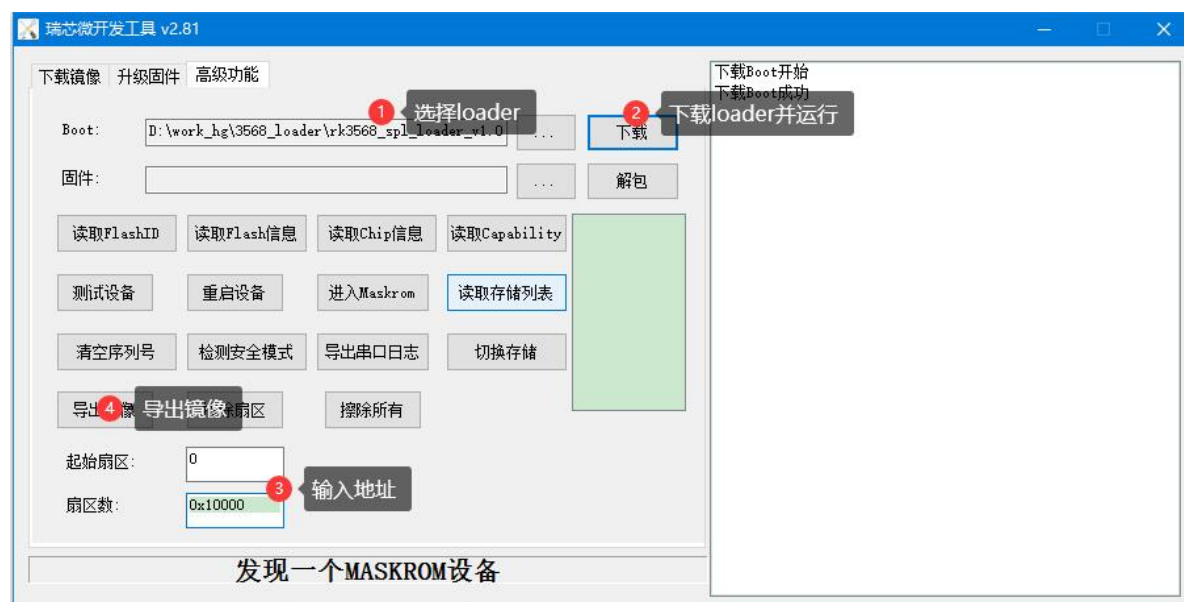 瑞芯微开发工具 v2.81
下载镜像 升级固件 高级功能
下载Boot开始
下载Boot成功
1 选择loader
2 下载loader并运行
Boot: D:\work_hg\3568_loader\rk3568_spl_loader_v1.0 ... 下载
固件: ... 解包
读取FlashID 读取Flash信息 读取Chip信息 读取Capability
测试设备 重启设备 进入Maskrom 读取存储列表
清空序列号 检测安全模式 导出串口日志 切换存储
4 导出镜像 擦除所有
起始扇区: 0
3 输入地址
扇区数: 0x10000
发现一个MASKROM设备